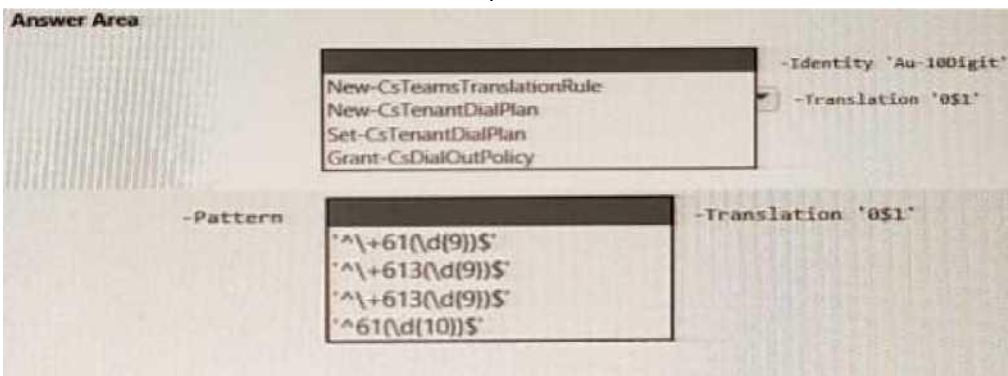 Answer Area
-Identity 'Au-10Digit'
New-CsTeamsTranslationRule
New-CsTenantDialPlan
-Translation '0$1'
Set-CsTenantDialPlan
Grant-CsDialOutPolicy
-Pattern
-Translation '0$1'
'^\+61(\d{9})$'
'^\+613(\d{9})$'
'^\+613(\d{9})$'
'^61(\d{10})$'